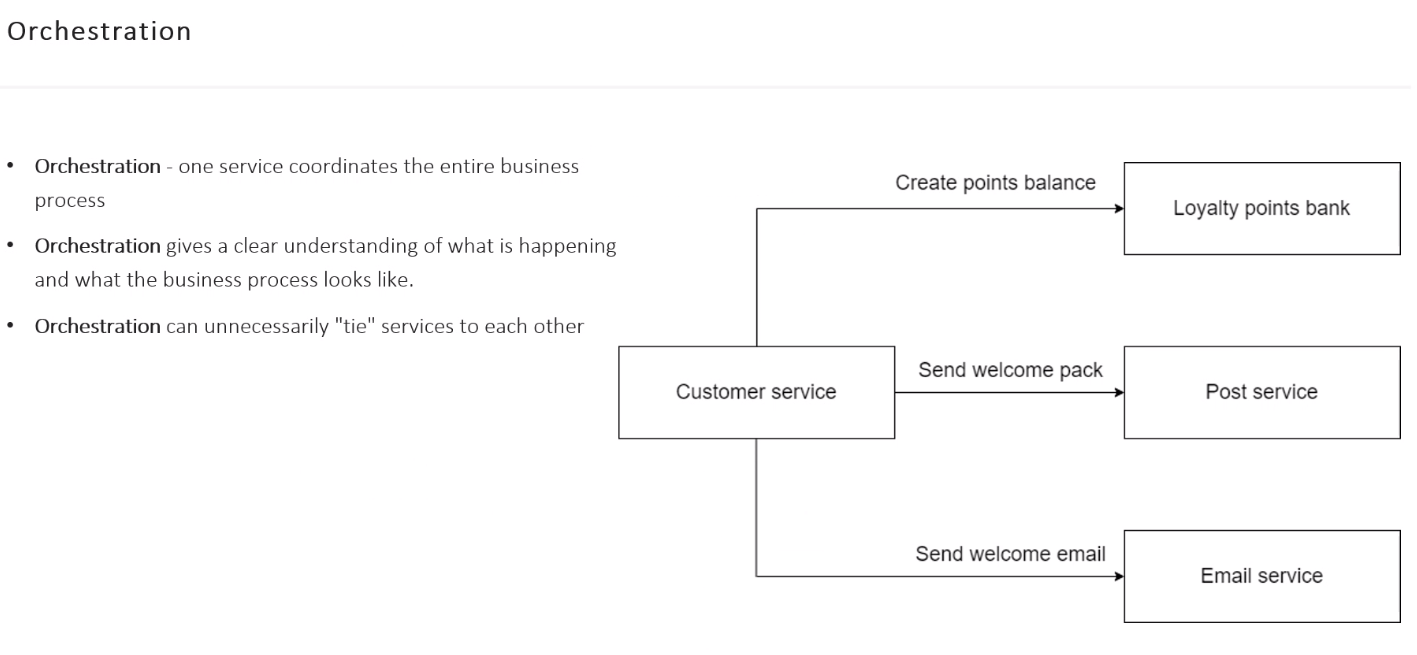 Orchestration
• Orchestration - one service coordinates the entire business
process
• Orchestration gives a clear understanding of what is happening
and what the business process looks like.
• Orchestration can unnecessarily "tie" services to each other
Create points balance
Loyalty points bank
Customer service
Send welcome pack
Post service
Send welcome email
Email service